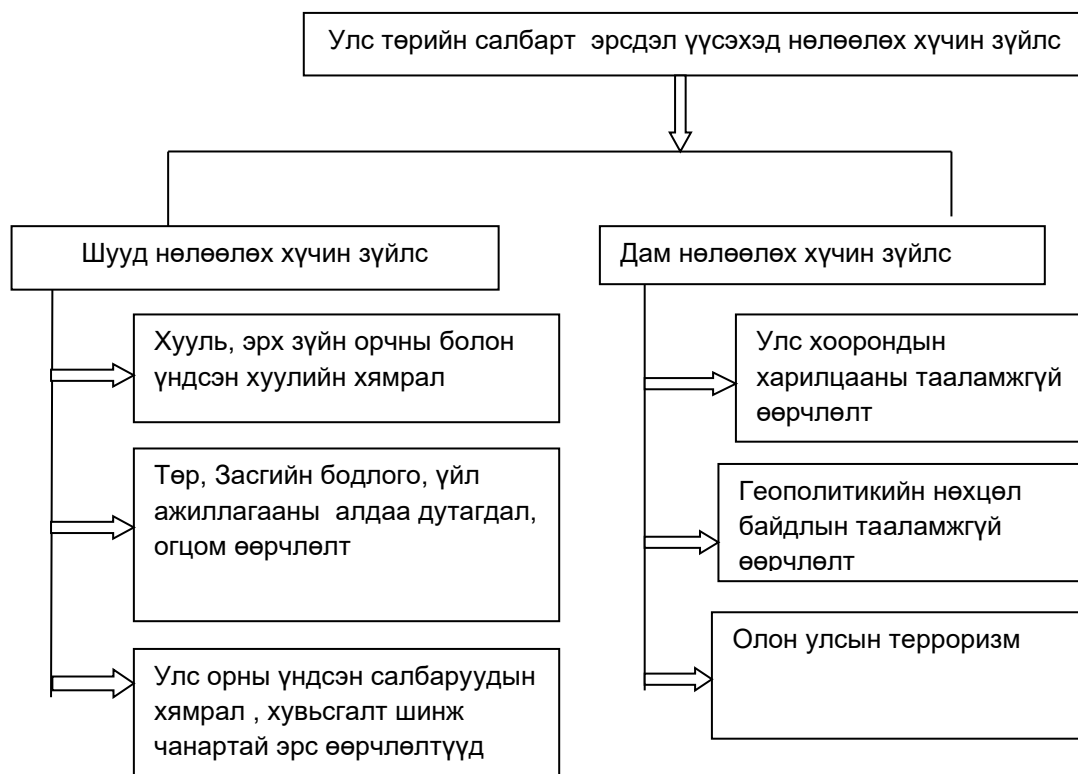 Улс төрийн салбарт эрсдэл үүсэхэд нөлөөлөх хүчин зүйлс
Шууд нөлөөлөх хүчин зүйлс
Хууль, эрх зүйн орчны болон
үндсэн хуулийн хямрал
Төр, Засгийн бодлого, үйл
ажиллагааны алдаа дутагдал,
огцом өөрчлөлт
Улс орны үндсэн салбаруудын
хямрал , хувьсгалт шинж
чанартай эрс өөрчлөлтүүд
Дам нөлөөлөх хүчин зүйлс
Улс хоорондын
харилцааны тааламжгүй
өөрчлөлт
Геополитикийн нөхцөл
байдлын тааламжгүй
өөрчлөлт
Олон улсын терроризм